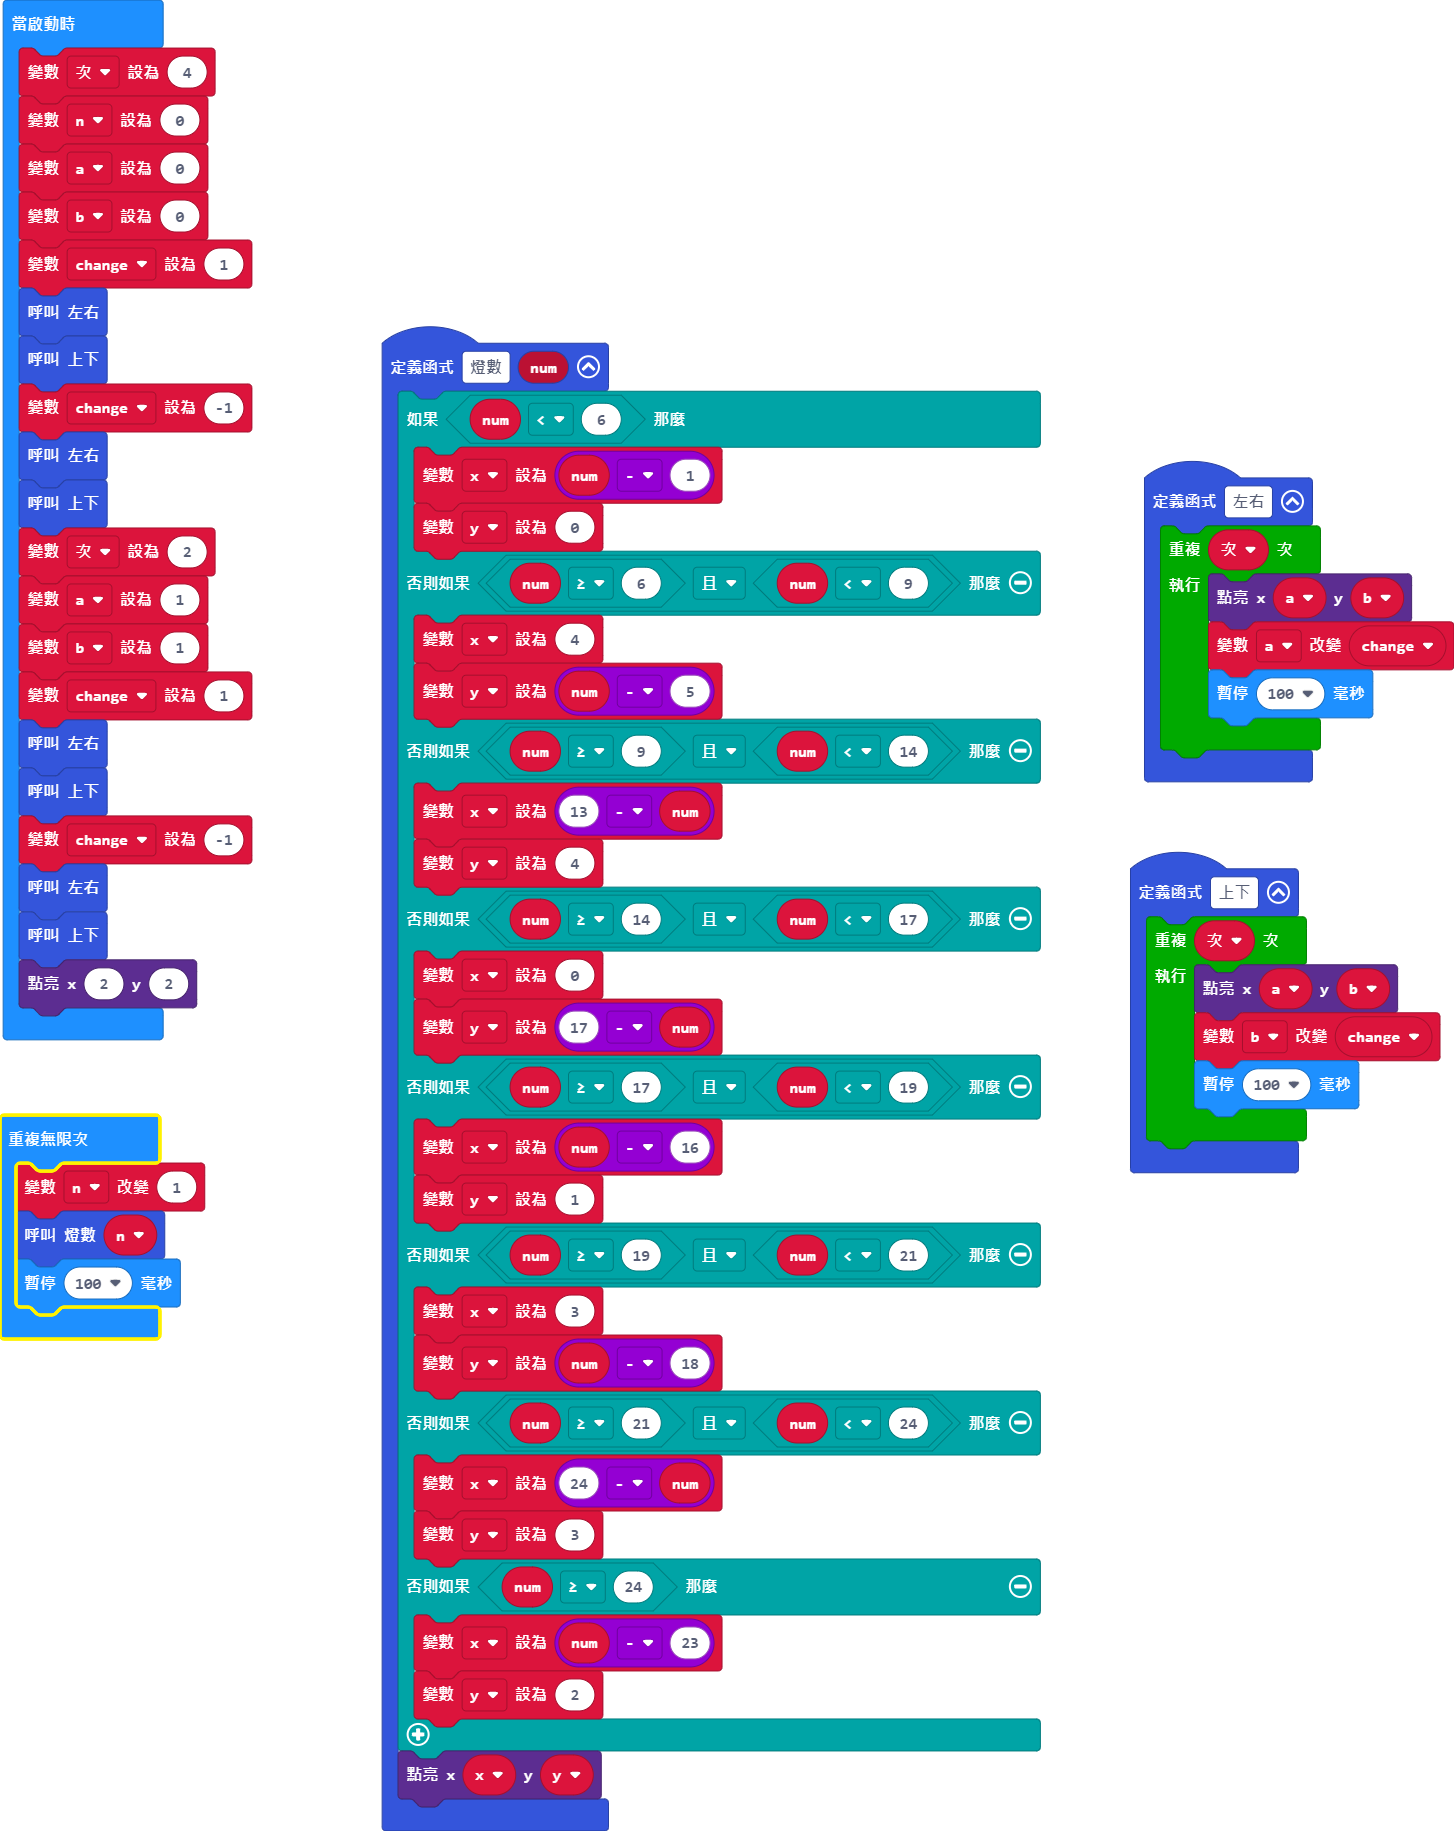 當啟動時
變數 次 設為 4
變數 n 設為 0
變數 a 設為 0
變數 b 設為 0
變數 change 設為 1
呼叫 左右
呼叫 上下
變數 change 設為 -1
呼叫 左右
呼叫 上下
變數 次 設為 2
變數 a 設為 1
變數 b 設為 1
變數 change 設為 1
呼叫 左右
呼叫 上下
變數 change 設為 -1
呼叫 左右
呼叫 上下
點亮 x 2 y 2
重複無限次
變數 n 改變 1
呼叫 燈數 n
暫停 100 毫秒
定義函式 燈數 num
如果 num < 6 那麼
變數 x 設為 num - 1
變數 y 設為 0
否則如果 num ≥ 6 且 num < 9 那麼
變數 x 設為 4
變數 y 設為 num - 5
否則如果 num ≥ 9 且 num < 14 那麼
變數 x 設為 13 - num
變數 y 設為 4
否則如果 num ≥ 14 且 num < 17 那麼
變數 x 設為 0
變數 y 設為 17 - num
否則如果 num ≥ 17 且 num < 19 那麼
變數 x 設為 num - 16
變數 y 設為 1
否則如果 num ≥ 19 且 num < 21 那麼
變數 x 設為 3
變數 y 設為 num - 18
否則如果 num ≥ 21 且 num < 24 那麼
變數 x 設為 24 - num
變數 y 設為 3
否則如果 num ≥ 24 那麼
變數 x 設為 num - 23
變數 y 設為 2
點亮 x x y y
定義函式 左右
重複 次 次
執行 點亮 x a y b
變數 a 改變 change
暫停 100 毫秒
定義函式 上下
重複 次 次
執行 點亮 x a y b
變數 b 改變 change
暫停 100 毫秒